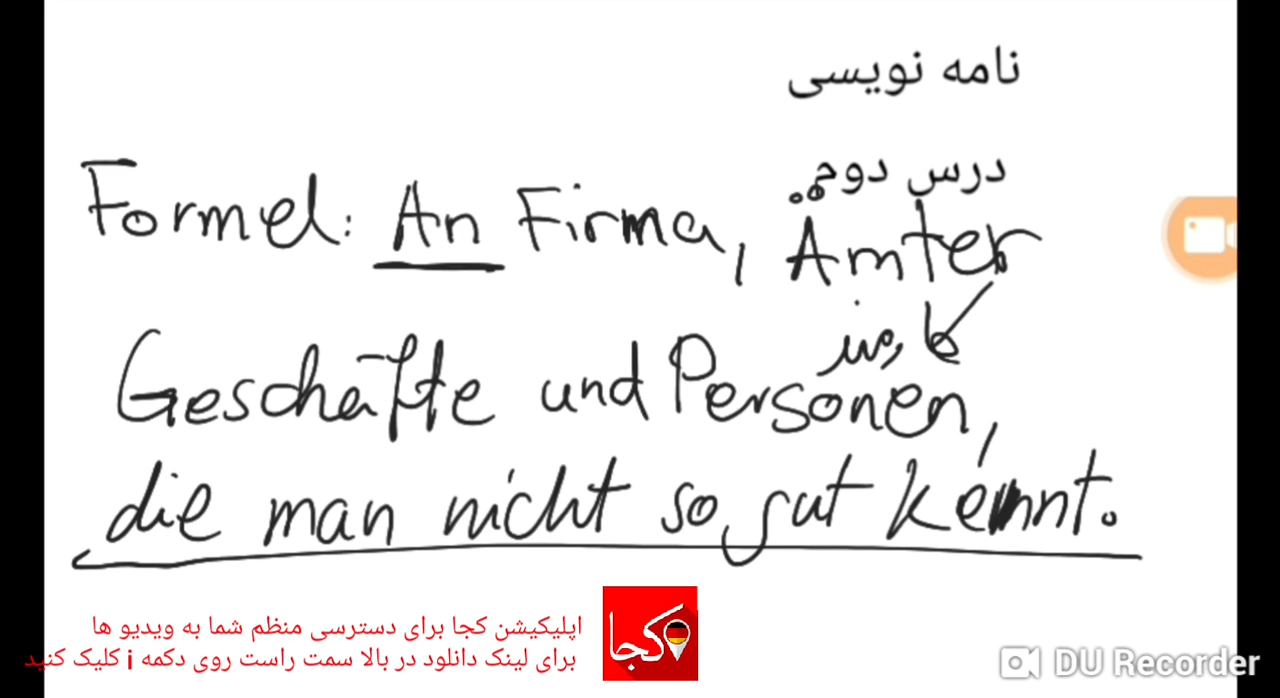 نامه نویسی
درس دوم
Formel: An Firma, Ämter
Geschäfte und Personen,
die man nicht so gut kennt.
اپلیکیشن کجا برای دسترسی منظم شما به ویدیو ها
برای لینک دانلود در بالا سمت راست روی دکمه i کلیک کنید
کجا
DU Recorder